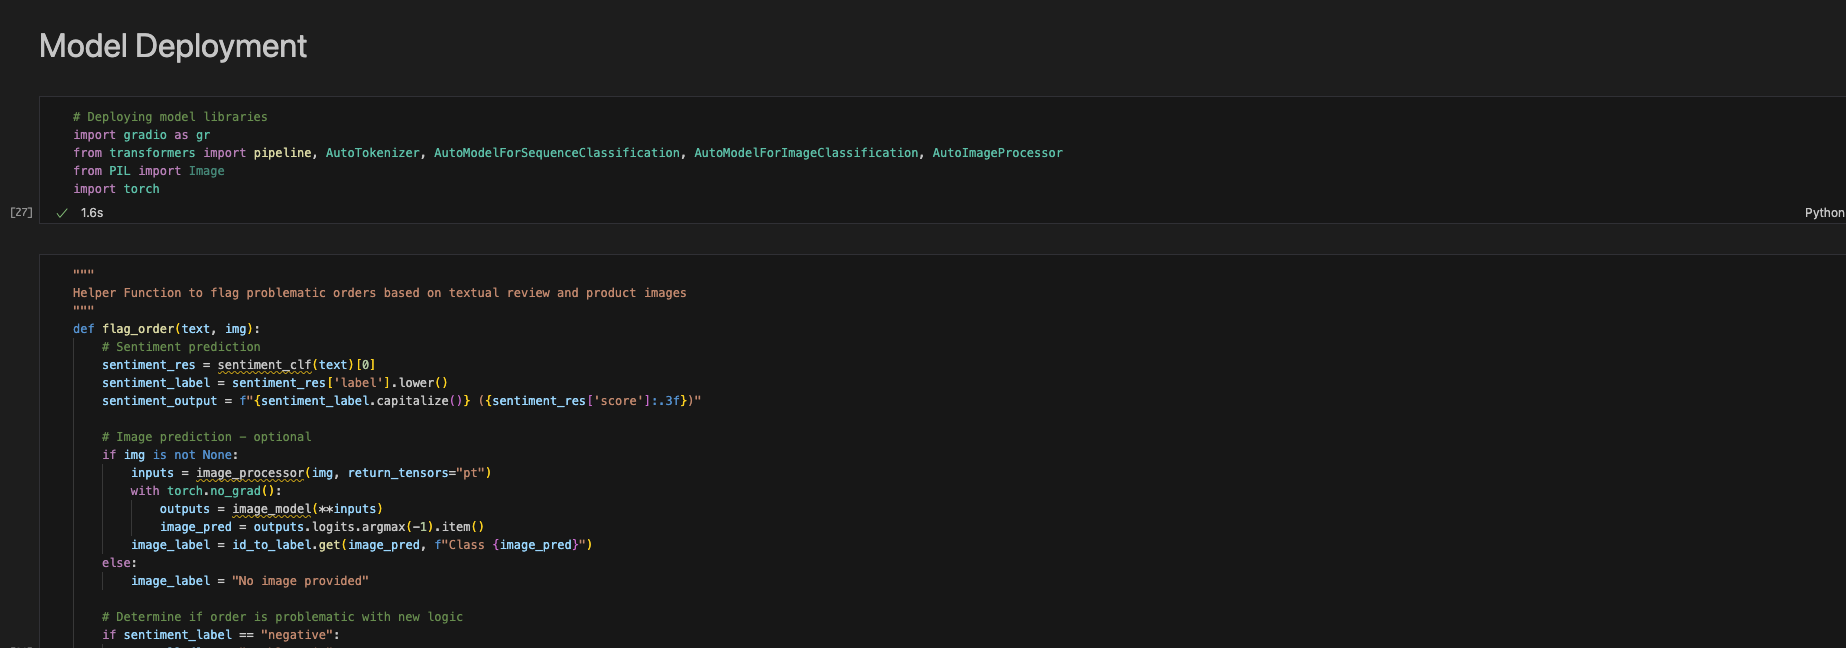 Model Deployment
# Deploying model libraries
import gradio as gr
from transformers import pipeline, AutoTokenizer, AutoModelForSequenceClassification, AutoModelForImageClassification, AutoImageProcessor
from PIL import Image
import torch
[27] ✓ 1.6s Python
"""
Helper Function to flag problematic orders based on textual review and product images
"""
def flag_order(text, img):
    # Sentiment prediction
    sentiment_res = sentiment_clf(text)[0]
    sentiment_label = sentiment_res['label'].lower()
    sentiment_output = f"{sentiment_label.capitalize()} ({sentiment_res['score']:.3f})"
    # Image prediction - optional
    if img is not None:
        inputs = image_processor(img, return_tensors="pt")
        with torch.no_grad():
            outputs = image_model(**inputs)
            image_pred = outputs.logits.argmax(-1).item()
        image_label = id_to_label.get(image_pred, f"Class {image_pred}")
    else:
        image_label = "No image provided"
    # Determine if order is problematic with new logic
    if sentiment_label == "negative":